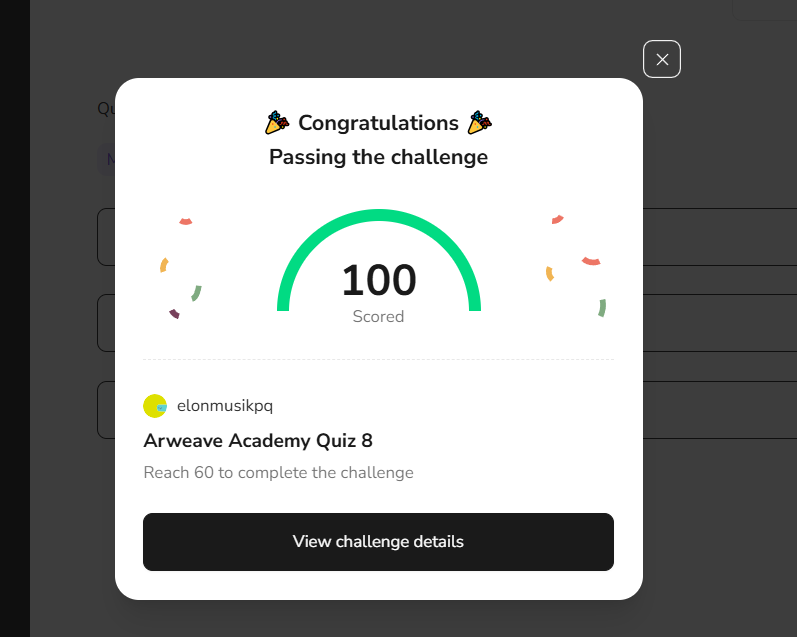 Qu
M
Congratulations
Passing the challenge
100
Scored
elonmusikpq
Arweave Academy Quiz 8
Reach 60 to complete the challenge
View challenge details